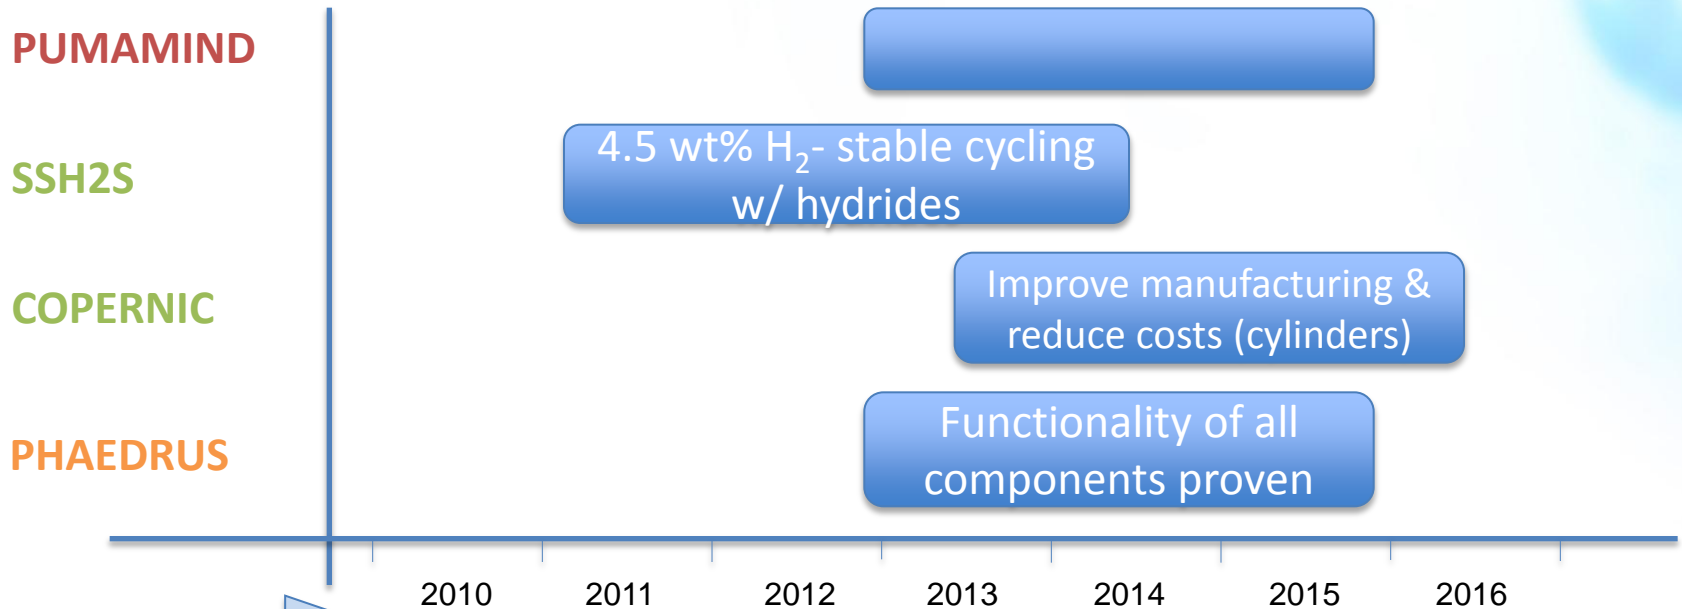 PUMAMIND
SSH2S
4.5 wt% H₂- stable cycling
w/ hydrides
COPERNIC
Improve manufacturing &
reduce costs (cylinders)
PHAEDRUS
Functionality of all
components proven
2010 2011 2012 2013 2014 2015 2016